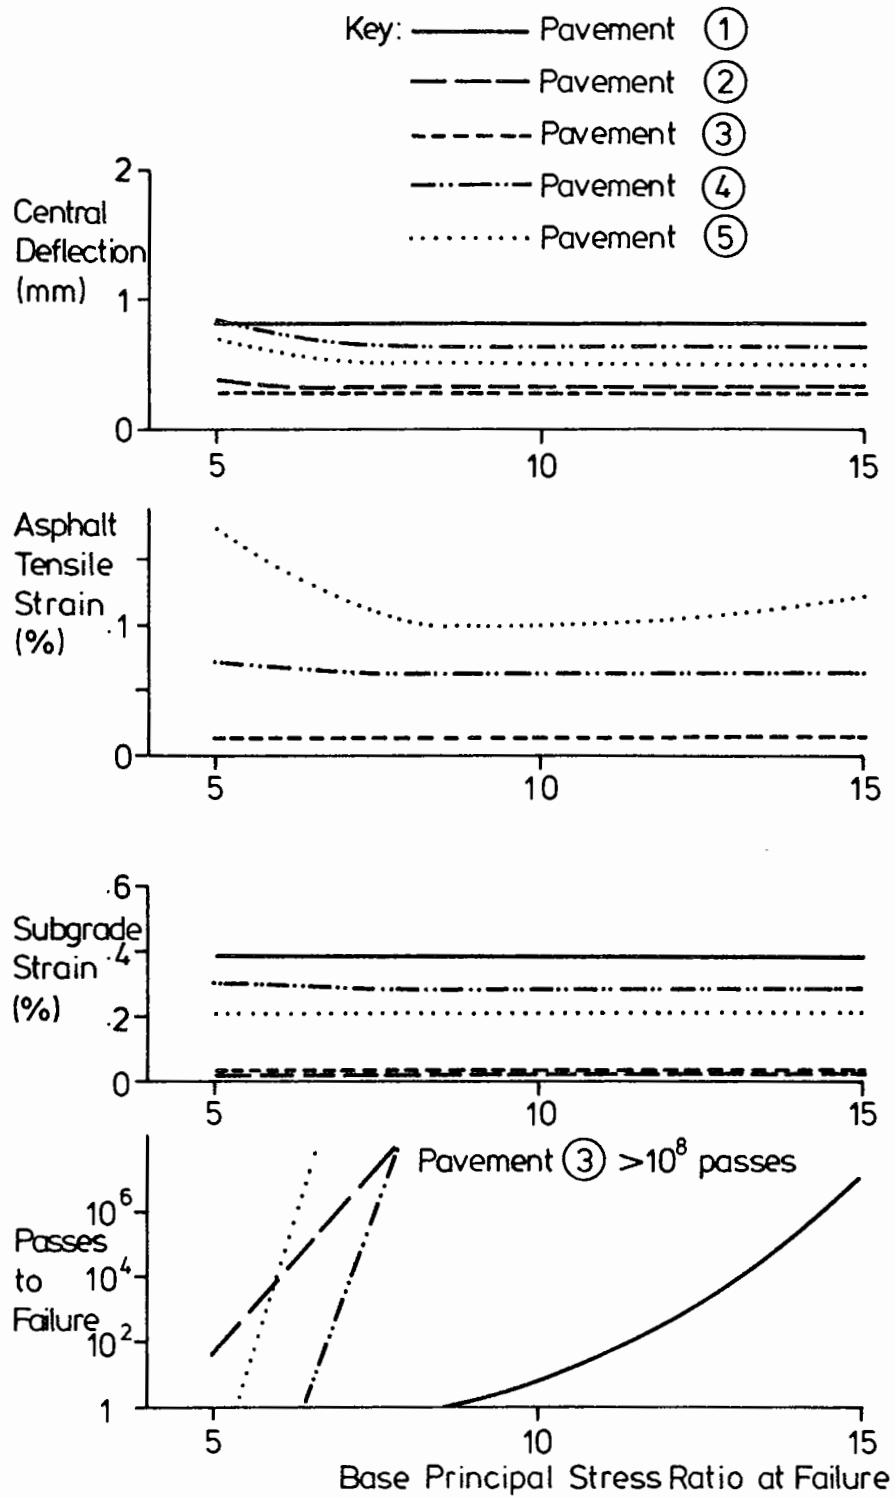 Key: Pavement 1
Pavement 2
Pavement 3
Pavement 4
Pavement 5
Central
Deflection
(mm)
2
1
0
5 10 15
Asphalt
Tensile
Strain
(%)
.1
0
5 10 15
Subgrade
Strain
(%)
.6
.4
.2
0
5 10 15
Pavement 3 >10⁸ passes
Passes
to
Failure
10⁶
10⁴
10²
1
5 10 15
Base Principal Stress Ratio at Failure